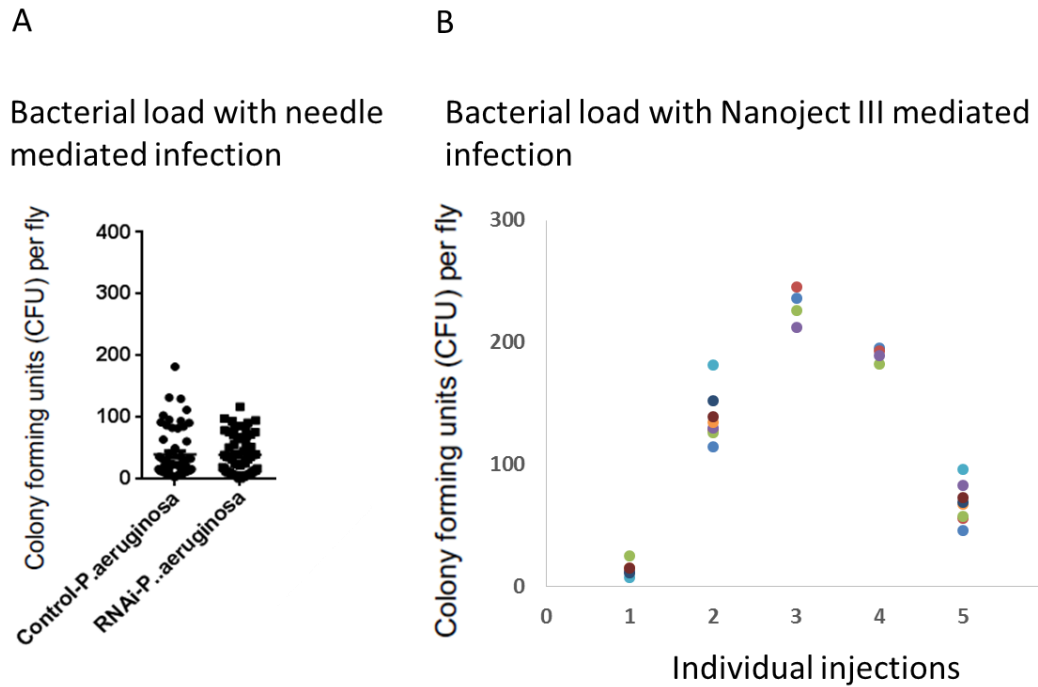 A
Bacterial load with needle
mediated infection
Colony forming units (CFU) per fly
400
300
200
100
0
Control-P.aeruginosa
RNAi-P..aeruginosa
B
Bacterial load with Nanoject III mediated
infection
Colony forming units (CFU) per fly
300
200
100
0
0 1 2 3 4 5
Individual injections